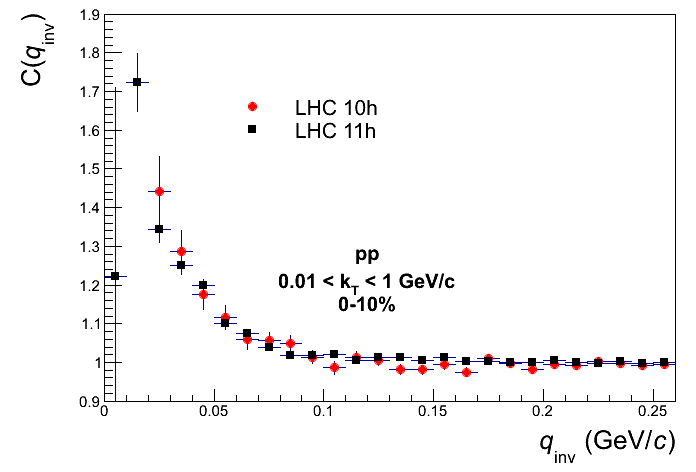 C(q_inv)
1.9
1.8
1.7
1.6
1.5
1.4
1.3
1.2
1.1
1
0.9
LHC 10h
LHC 11h
pp
0.01 < k_T < 1 GeV/c
0-10%
0 0.05 0.1 0.15 0.2 0.25
q_inv (GeV/c)